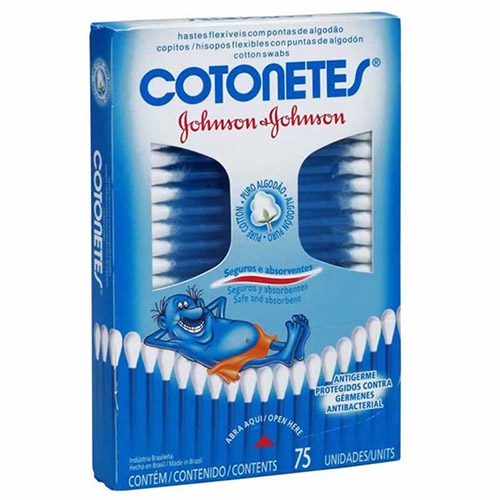 hastes flexíveis com pontas de algodão
copitos / hisopos flexibles con puntas de algodón
cotton swabs
COTONETES®
Johnson & Johnson
COTONETES®
PURO ALGODÃO • ALGODÓN PURO • PURE COTTON •
Seguros e absorventes
Seguros y absorbentes
Safe and absorbent
ANTIGERME
PROTEGIDOS CONTRA
GÉRMENES
ANTIBACTERIAL
ABRA AQUI / OPEN HERE
Indústria Brasileira
Hecho en Brasil / Made in Brazil
CONTÉM / CONTENIDO / CONTENTS 75 UNIDADES/UNITS